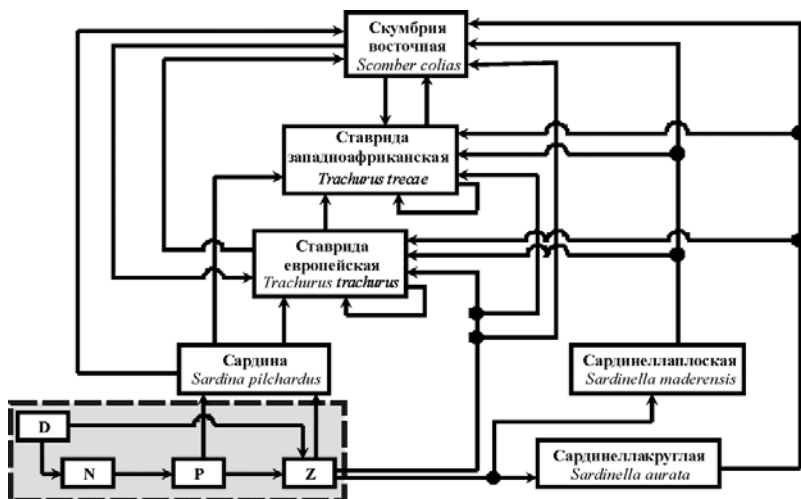 Скумбрия
восточная
Scomber colias
Ставрида
западноафриканская
Trachurus trecae
Ставрида
европейская
Trachurus trachurus
Сардина
Sardina pilchardus
Сардинеллаплоская
Sardinella maderensis
Сардинеллакруглая
Sardinella aurata
D
N
P
Z